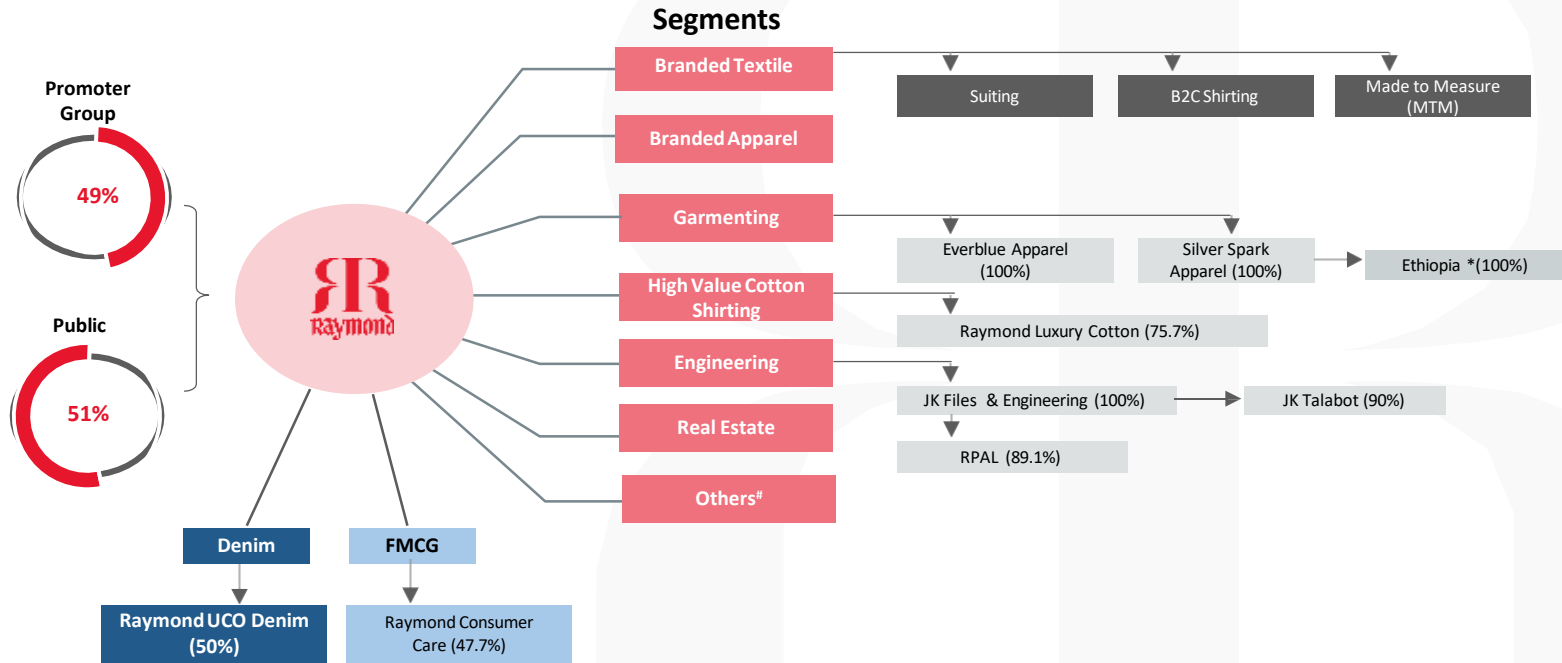 Segments
Promoter
Group
49%
Public
51%
Raymond
Branded Textile
Suiting
B2C Shirting
Made to Measure
(MTM)
Branded Apparel
Garmenting
Everblue Apparel
(100%)
Silver Spark
Apparel (100%)
Ethiopia *(100%)
High Value Cotton
Shirting
Raymond Luxury Cotton (75.7%)
Engineering
JK Files & Engineering (100%)
JK Talabot (90%)
RPAL (89.1%)
Real Estate
Others#
Denim
FMCG
Raymond UCO Denim
(50%)
Raymond Consumer
Care (47.7%)